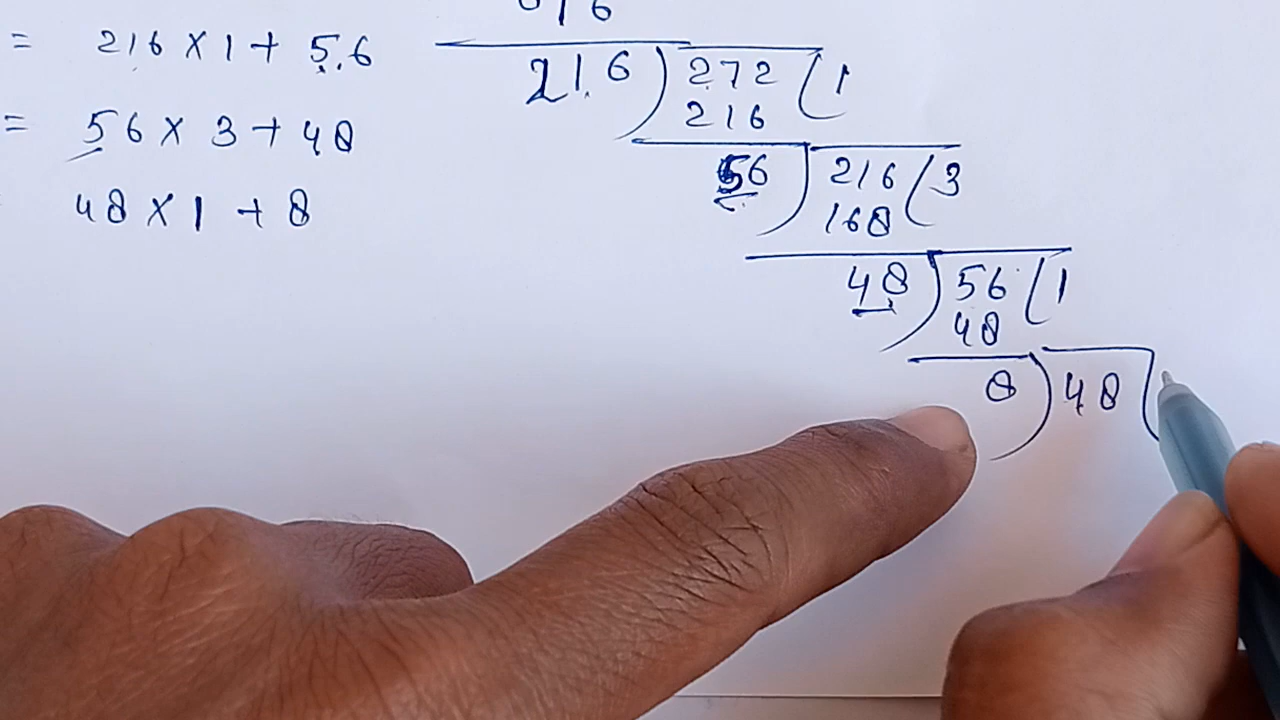 = 216 × 1 + 56
= 56 × 3 + 48
48 × 1 + 8
216 ) 272 ( 1
216
56 ) 216 ( 3
168
48 ) 56 ( 1
48
8 ) 48 (